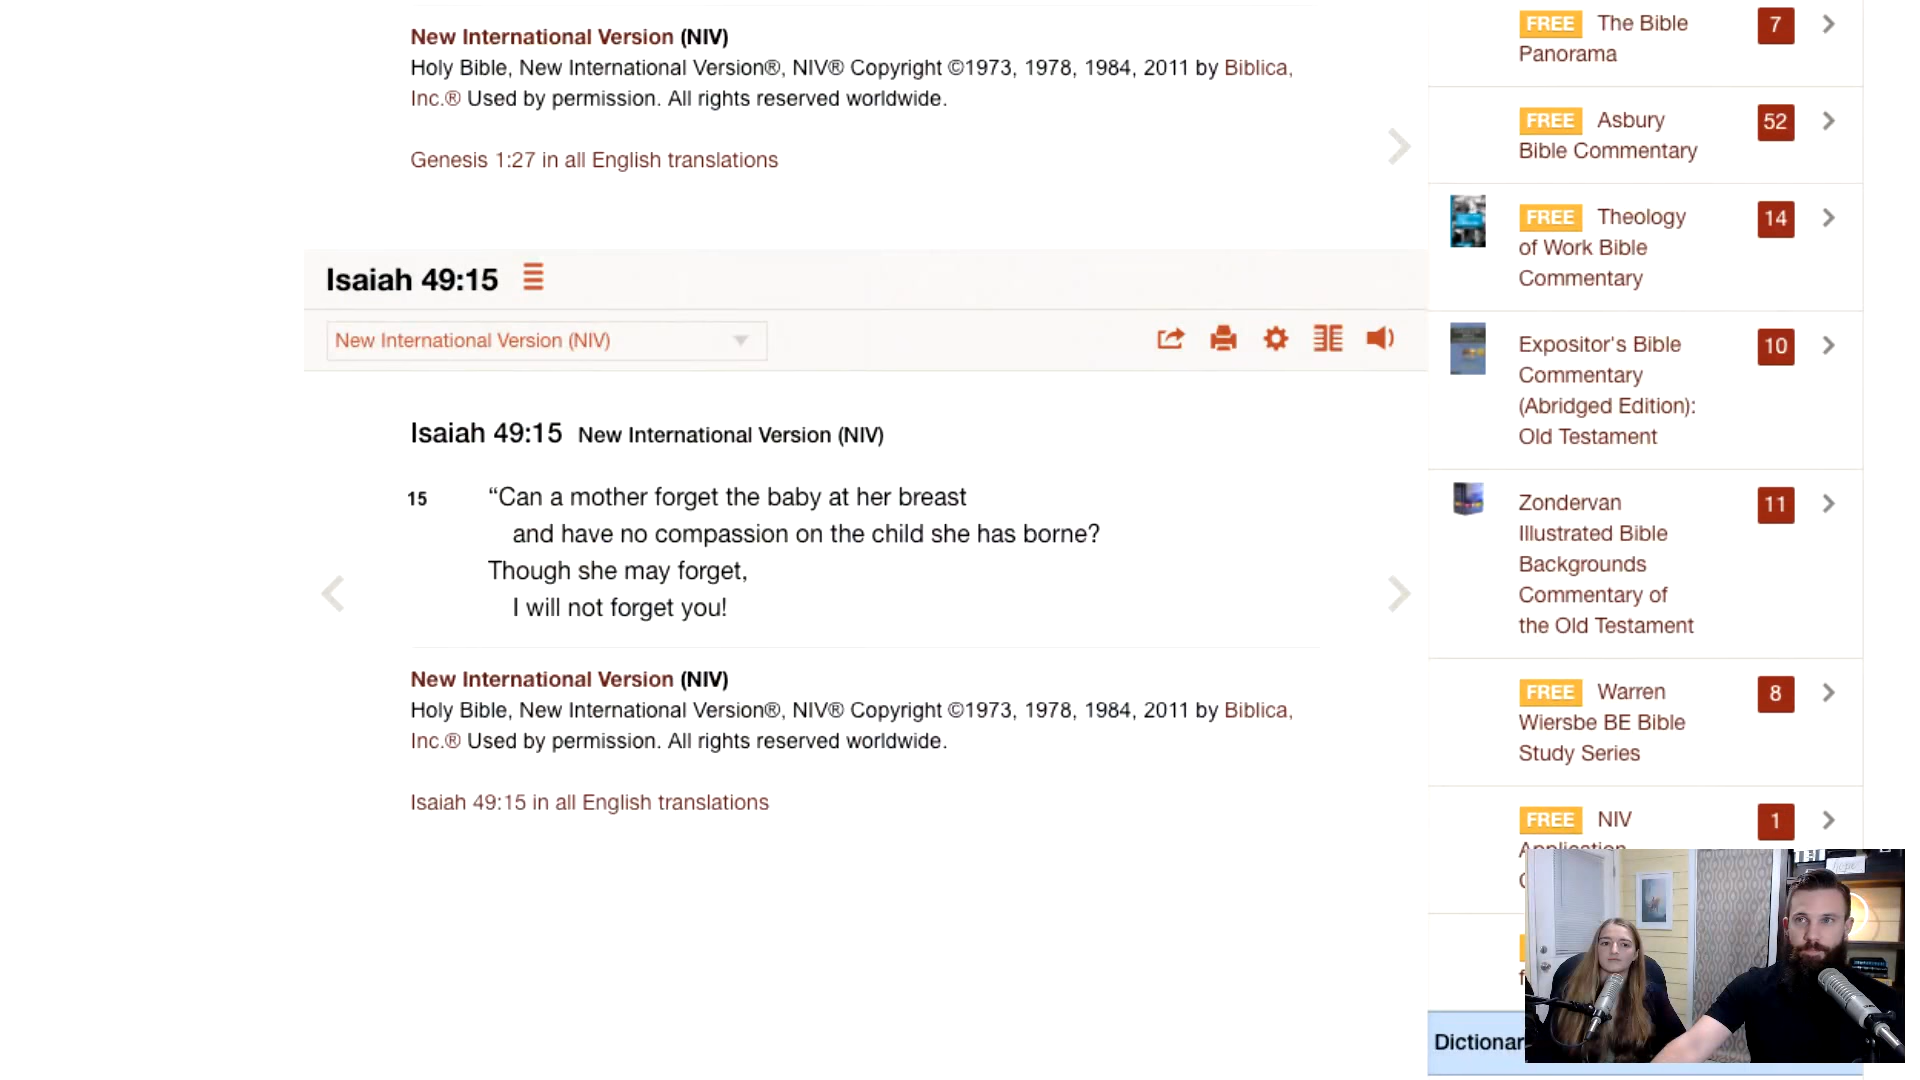 New International Version (NIV)
Holy Bible, New International Version®, NIV® Copyright ©1973, 1978, 1984, 2011 by Biblica,
Inc.® Used by permission. All rights reserved worldwide.
Genesis 1:27 in all English translations
Isaiah 49:15
New International Version (NIV)
Isaiah 49:15 New International Version (NIV)
15 “Can a mother forget the baby at her breast
and have no compassion on the child she has borne?
Though she may forget,
I will not forget you!
New International Version (NIV)
Holy Bible, New International Version®, NIV® Copyright ©1973, 1978, 1984, 2011 by Biblica,
Inc.® Used by permission. All rights reserved worldwide.
Isaiah 49:15 in all English translations
FREE The Bible 7
Panorama
FREE Asbury 52
Bible Commentary
FREE Theology 14
of Work Bible
Commentary
Expositor's Bible 10
Commentary
(Abridged Edition):
Old Testament
Zondervan 11
Illustrated Bible
Backgrounds
Commentary of
the Old Testament
FREE Warren 8
Wiersbe BE Bible
Study Series
FREE NIV 1
Dictionar